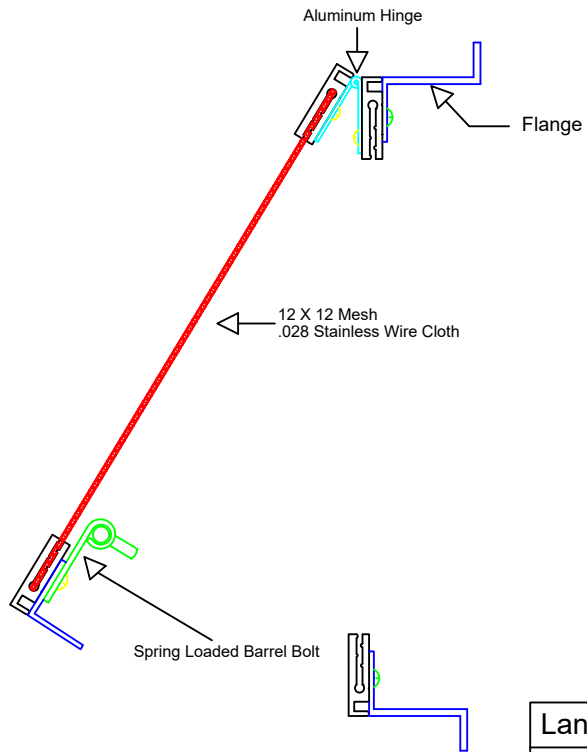 Aluminum Hinge
Flange
12 X 12 Mesh
.028 Stainless Wire Cloth
Spring Loaded Barrel Bolt
Lan